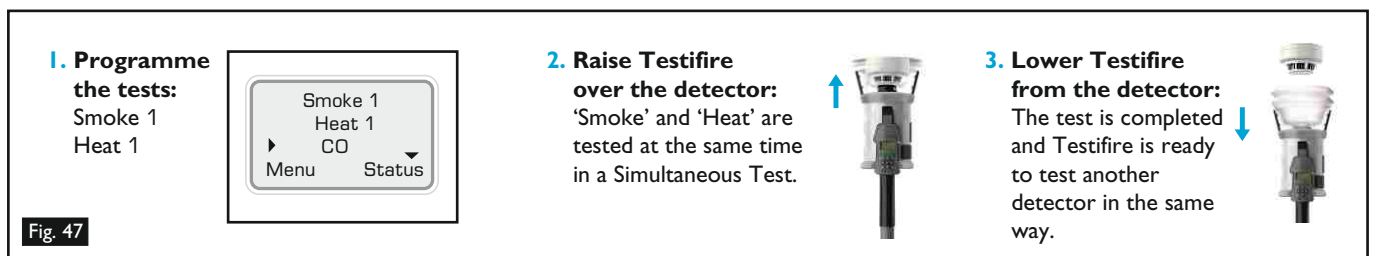 1. Programme
the tests:
Smoke 1
Heat 1
Smoke 1
Heat 1
CO
Menu Status
2. Raise Testifire
over the detector:
‘Smoke’ and ‘Heat’ are
tested at the same time
in a Simultaneous Test.
3. Lower Testifire
from the detector:
The test is completed
and Testifire is ready
to test another
detector in the same
way.
Fig. 47